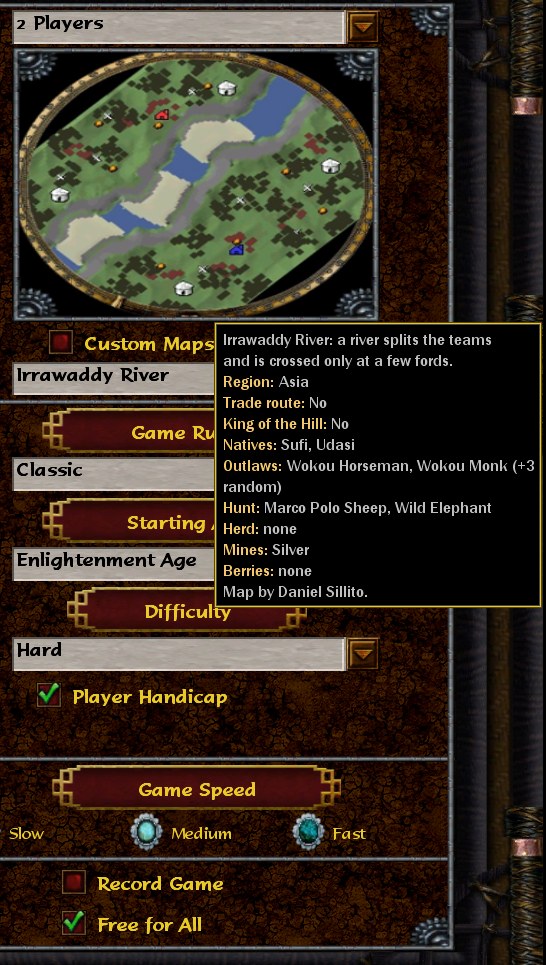 2 Players
Custom Maps
Irrawaddy River
Irrawaddy River: a river splits the teams
and is crossed only at a few fords.
Region: Asia
Trade route: No
King of the Hill: No
Natives: Sufi, Udasi
Outlaws: Wokou Horseman, Wokou Monk (+3
random)
Hunt: Marco Polo Sheep, Wild Elephant
Herd: none
Mines: Silver
Berries: none
Map by Daniel Sillito.
Game Ru
Classic
Starting
Enlightenment Age
Difficulty
Hard
Player Handicap
Game Speed
Slow
Medium
Fast
Record Game
Free for All